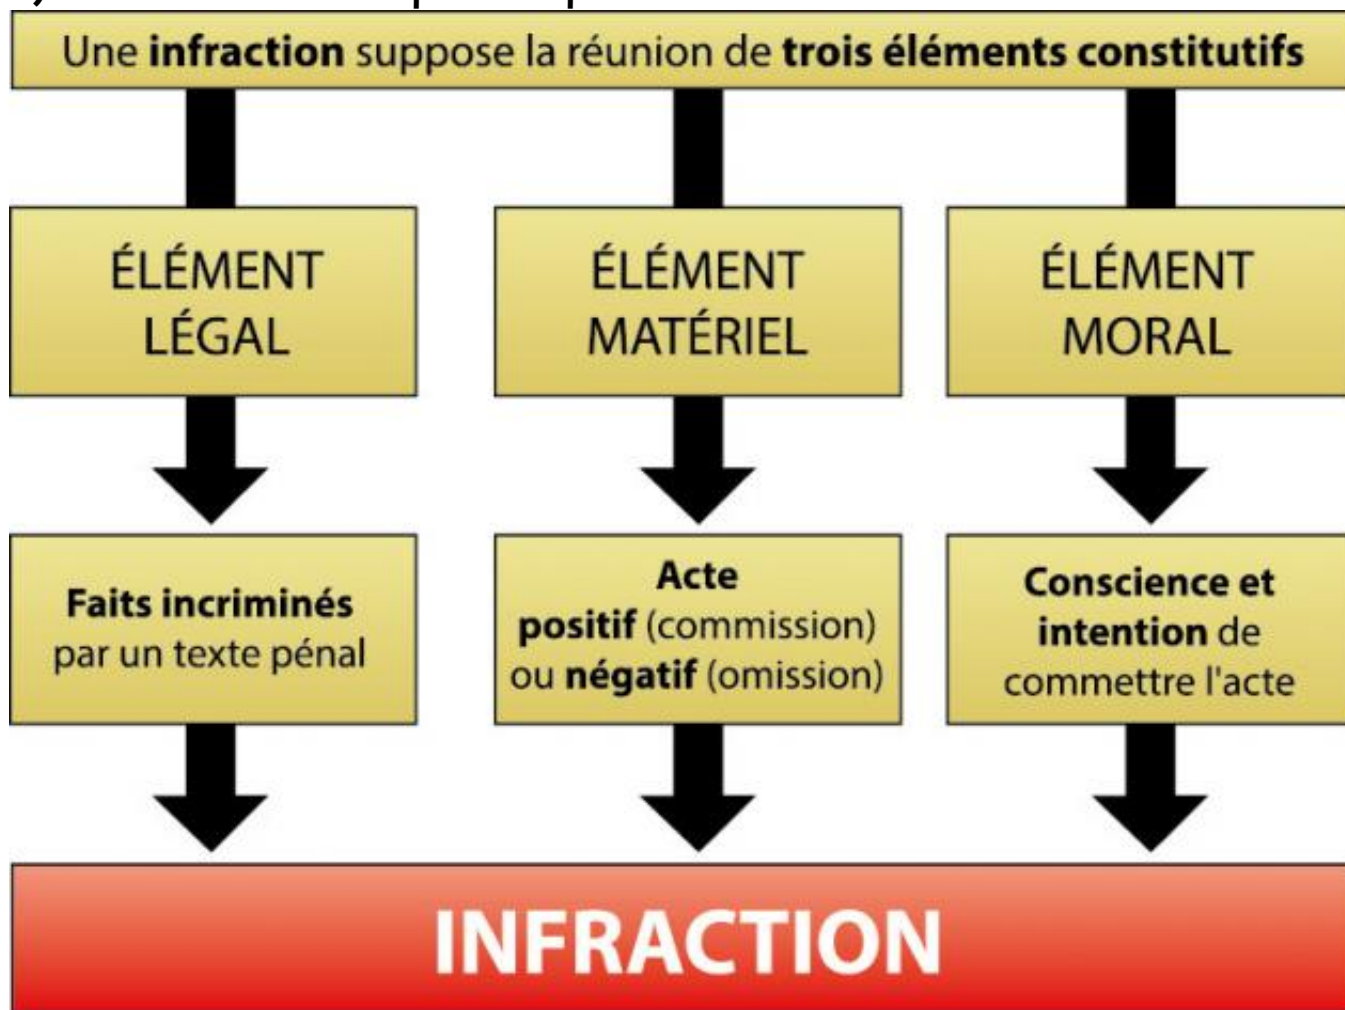 Une infraction suppose la réunion de trois éléments constitutifs
ÉLÉMENT
LÉGAL
ÉLÉMENT
MATÉRIEL
ÉLÉMENT
MORAL
Faits incriminés
par un texte pénal
Acte
positif (commission)
ou négatif (omission)
Conscience et
intention de
commettre l'acte
INFRACTION